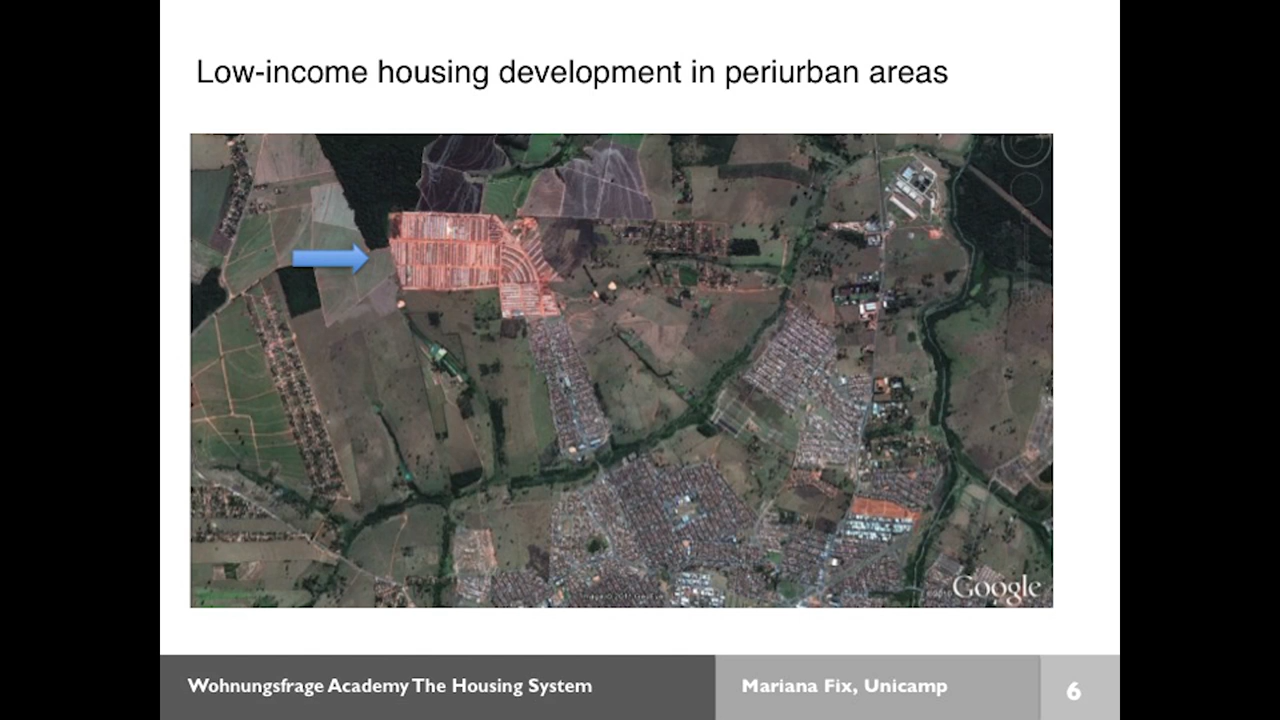 Low-income housing development in periurban areas
Google
Wohnungsfrage Academy The Housing System
Mariana Fix, Unicamp
6